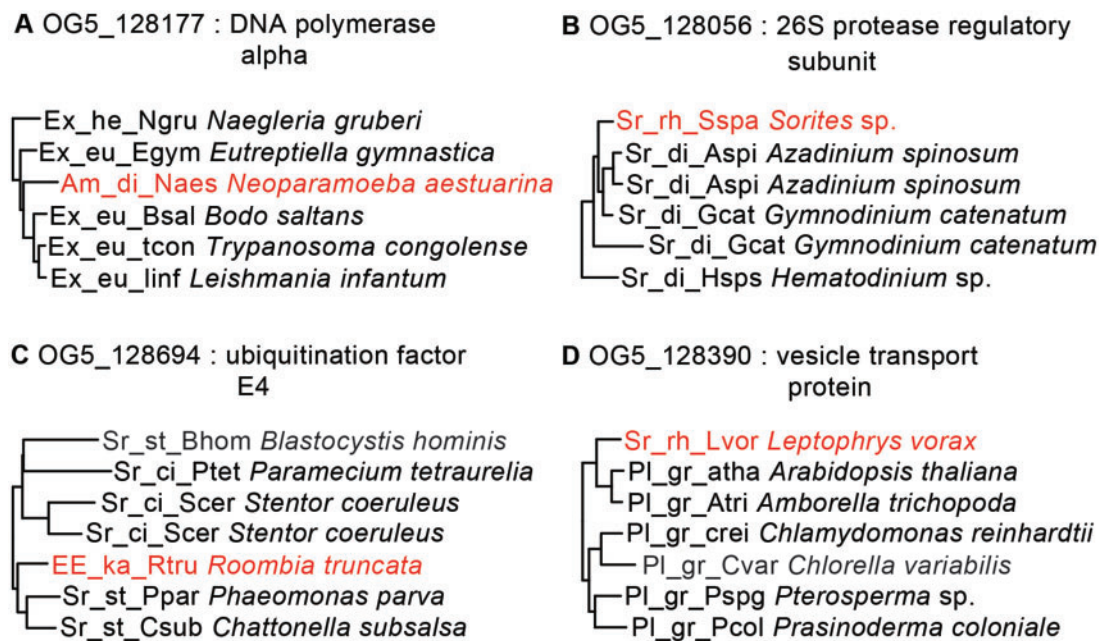 A OG5_128177 : DNA polymerase
alpha
Ex_he_Ngru Naegleria gruberi
Ex_eu_Egym Eutreptiella gymnastica
Am_di_Naes Neoparamoeba aestuarina
Ex_eu_Bsal Bodo saltans
Ex_eu_tcon Trypanosoma congolense
Ex_eu_linf Leishmania infantum
B OG5_128056 : 26S protease regulatory
subunit
Sr_rh_Sspa Sorites sp.
Sr_di_Aspi Azadinium spinosum
Sr_di_Aspi Azadinium spinosum
Sr_di_Gcat Gymnodinium catenatum
Sr_di_Gcat Gymnodinium catenatum
Sr_di_Hsps Hematodinium sp.
C OG5_128694 : ubiquitination factor
E4
Sr_st_Bhom Blastocystis hominis
Sr_ci_Ptet Paramecium tetraurelia
Sr_ci_Scer Stentor coeruleus
Sr_ci_Scer Stentor coeruleus
EE_ka_Rtru Roombia truncata
Sr_st_Ppar Phaeomonas parva
Sr_st_Csub Chattonella subsalsa
D OG5_128390 : vesicle transport
protein
Sr_rh_Lvor Leptophrys vorax
Pl_gr_atha Arabidopsis thaliana
Pl_gr_Atri Amborella trichopoda
Pl_gr_crei Chlamydomonas reinhardtii
Pl_gr_Cvar Chlorella variabilis
Pl_gr_Pspg Pterosperma sp.
Pl_gr_Pcol Prasinoderma coloniale